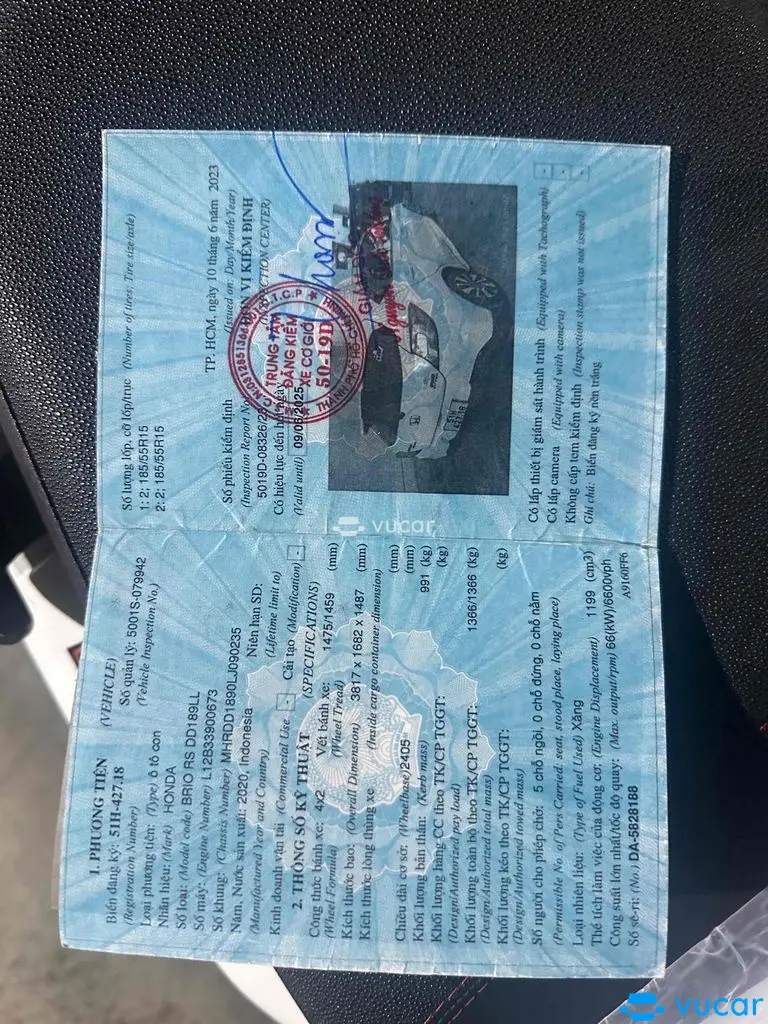 1. PHƯƠNG TIỆN (VEHICLE)
Biển đăng ký: 51H-427.18 Số quản lý: 5001S-079942
(Registration Number) (Vehicle Inspection No.)
Loại phương tiện: (Type) ô tô con
Nhãn hiệu: (Mark) HONDA
Số loại: (Model code) BRIO RS DD189LL
Số máy: (Engine Number) L12B33900673
Số khung: (Chassis Number) MHRDD1890LJ090235
Năm, Nước sản xuất: 2020, Indonesia Niên hạn SD:
(Manufactured Year and Country) (Lifetime limit to)
Kinh doanh vận tải (Commercial Use) - Cải tạo (Modification) -
2. THÔNG SỐ KỸ THUẬT (SPECIFICATIONS)
Công thức bánh xe: 4x2 Vết bánh xe: 1475/1459 (mm)
(Wheel Formula) (Wheel Tread)
Kích thước bao: (Overall Dimension) 3817 x 1682 x 1487 (mm)
Kích thước lòng thùng xe (Inside cargo container dimension)
(mm)
Chiều dài cơ sở: (Wheelbase) 2405 (mm)
Khối lượng bản thân: (Kerb mass) 991 (kg)
Khối lượng hàng CC theo TK/CP TGGT: (kg)
(Design/Authorized pay load)
Khối lượng toàn bộ theo TK/CP TGGT: 1366/1366 (kg)
(Design/Authorized total mass)
Khối lượng kéo theo TK/CP TGGT: (kg)
(Design/Authorized towed mass)
Số người cho phép chở: 5 chỗ ngồi, 0 chỗ đứng, 0 chỗ nằm
(Permissible No. of Pers Carried: seat, stood place, laying place)
Loại nhiên liệu: (Type of Fuel Used) Xăng
Thể tích làm việc của động cơ: (Engine Displacement) 1199 (cm3)
Công suất lớn nhất/tốc độ quay: (Max. output/rpm) 66(kW)/6600vph
Số sê-ri: (No.) DA-5828168 A9160FF6
Số lượng lốp, cỡ lốp/trục (Number of tires; Tire size/axle)
1: 2; 185/55R15
2: 2; 185/55R15
TP. HCM, ngày 10 tháng 6 năm 2023
Số phiếu kiểm định (Issued on: Day/Month/Year)
(Inspection Report No) VỊ KIỂM ĐỊNH
5019D-08326/23 CENTER)
Có hiệu lực đến hết ngày
(Valid until) 09/06/2025
TRUNG TÂM
ĐĂNG KIỂM
XE CƠ GIỚI
50-19D
51H
427.18
Có lắp thiết bị giám sát hành trình (Equipped with Tachograph) -
Có lắp camera (Equipped with camera) -
Không cấp tem kiểm định (Inspection stamp was not issued) -
Ghi chú: Biển đăng ký nền trắng
vucar
vucar